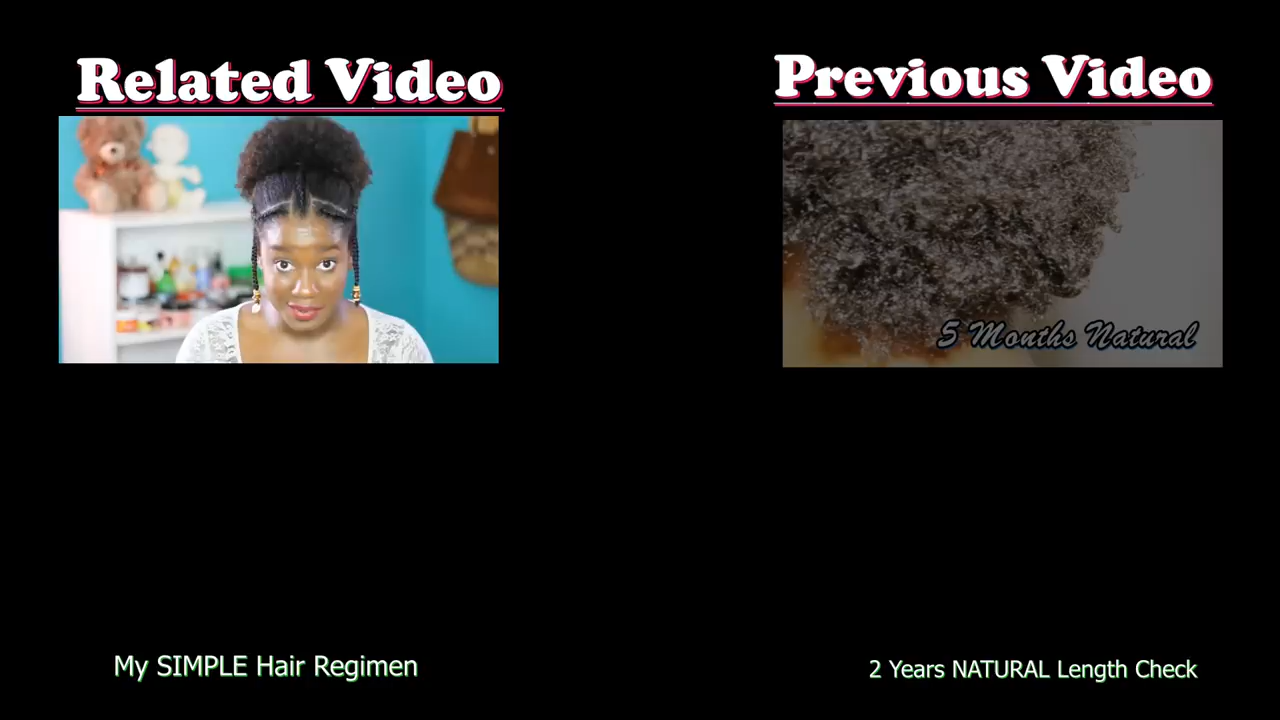 Related Video
Previous Video
5 Months Natural
My SIMPLE Hair Regimen
2 Years NATURAL Length Check